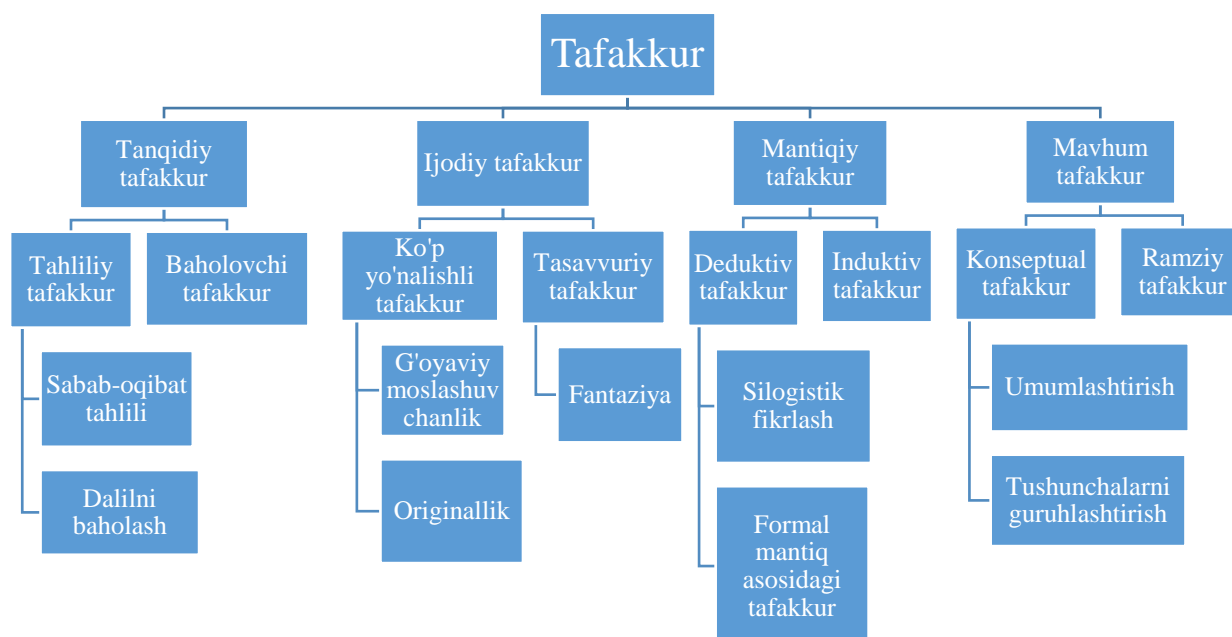 Tafakkur
Tanqidiy
tafakkur
Ijodiy tafakkur
Mantiqiy
tafakkur
Mavhum
tafakkur
Tahliliy
tafakkur
Baholovchi
tafakkur
Ko'p
yo'nalishli
tafakkur
Tasavvuriy
tafakkur
Deduktiv
tafakkur
Induktiv
tafakkur
Konseptual
tafakkur
Ramziy
tafakkur
Sabab-oqibat
tahlili
Dalilni
baholash
G'oyaviy
moslashuv
chanlik
Originallik
Fantaziya
Silogistik
fikrlash
Formal
mantiq
asosidagi
tafakkur
Umumlashtirish
Tushunchalarni
guruhlashtirish